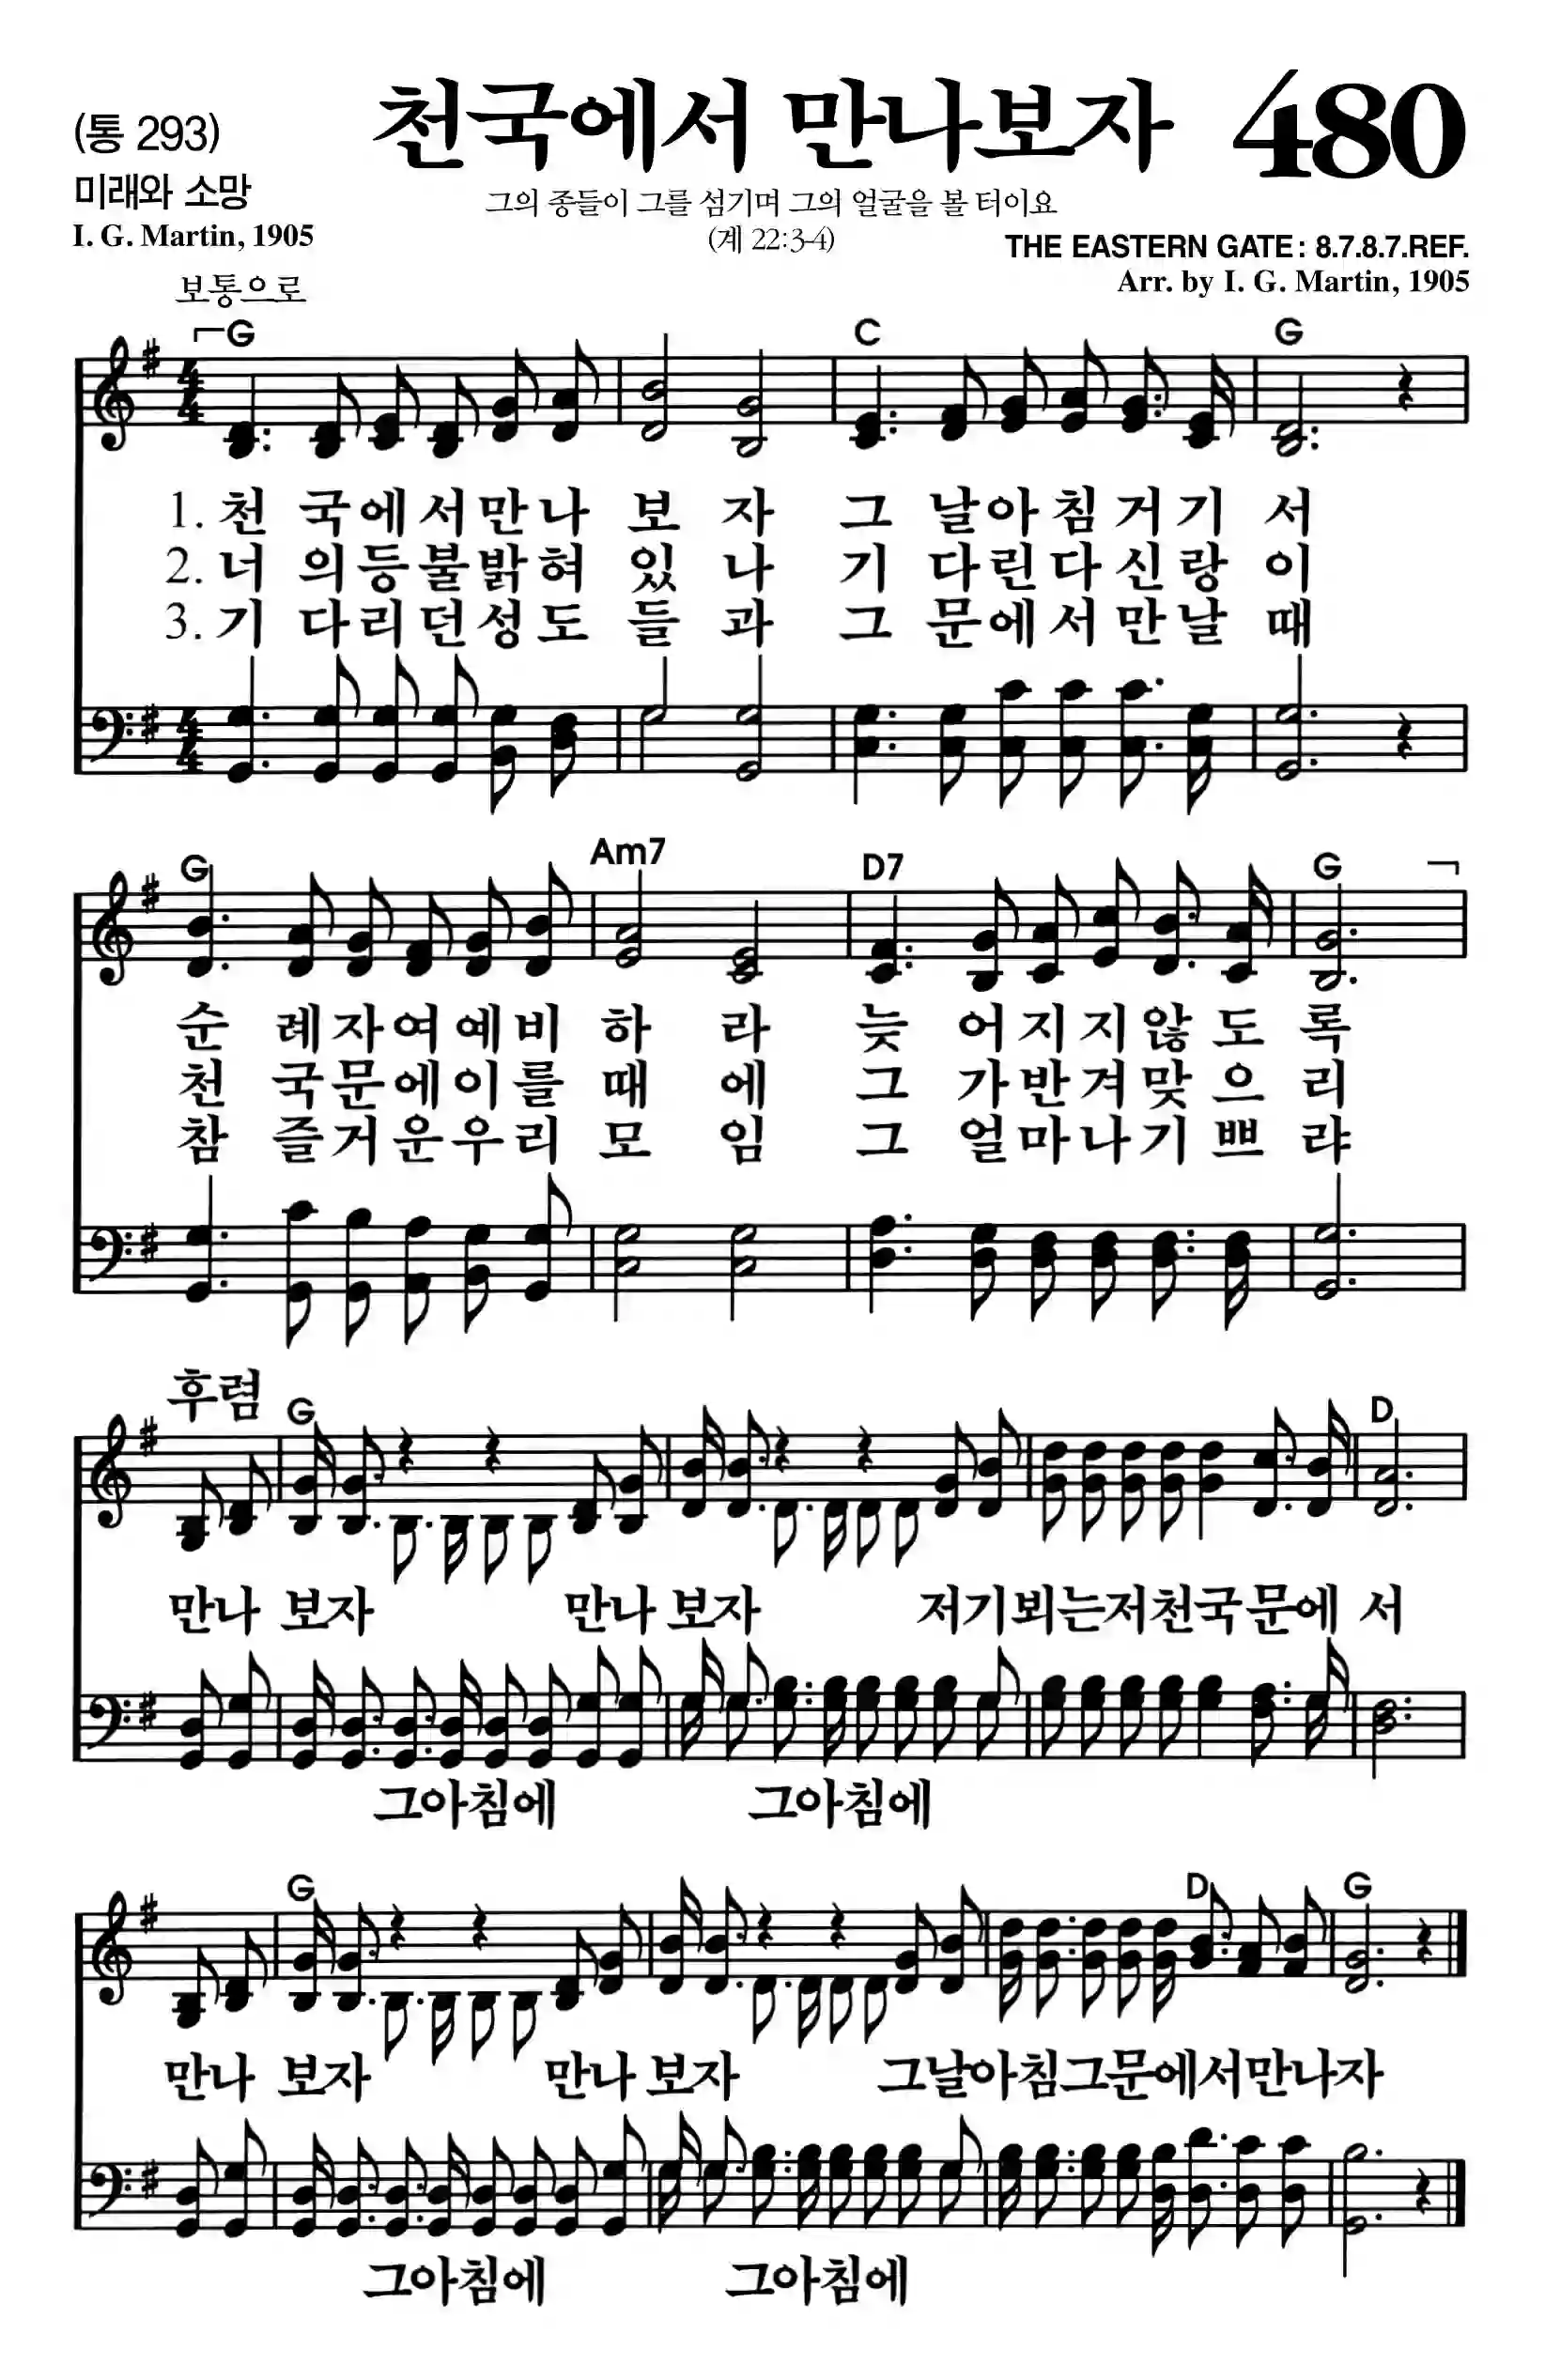 (통 293) 천국에서 만나보자 480
미래와 소망
그의 종들이 그를 섬기며 그의 얼굴을 볼 터이요
(계 22:3-4)
I. G. Martin, 1905
THE EASTERN GATE: 8.7.8.7.REF.
Arr. by I. G. Martin, 1905
보통으로
G C G
4 4
1. 천 국에서만나 보 자 그 날아침거기 서
2. 너 의등불밝혀 있 나 기 다린다신랑 이
3. 기 다리던성도 들 과 그 문에서만날 때
4 4
G Am7 D7 G
순 례자여예비 하 라 늦 어지지않도 록
천 국문에이를 때 에 그 가반겨맞으 리
참 즐거운우리 모 임 그 얼마나기쁘 랴
후렴
G D
만나 보자 만나 보자 저기뵈는저천국문에 서
그아침에 그아침에
G D G
만나 보자 만나 보자 그날아침그문에서만나자
그아침에 그아침에